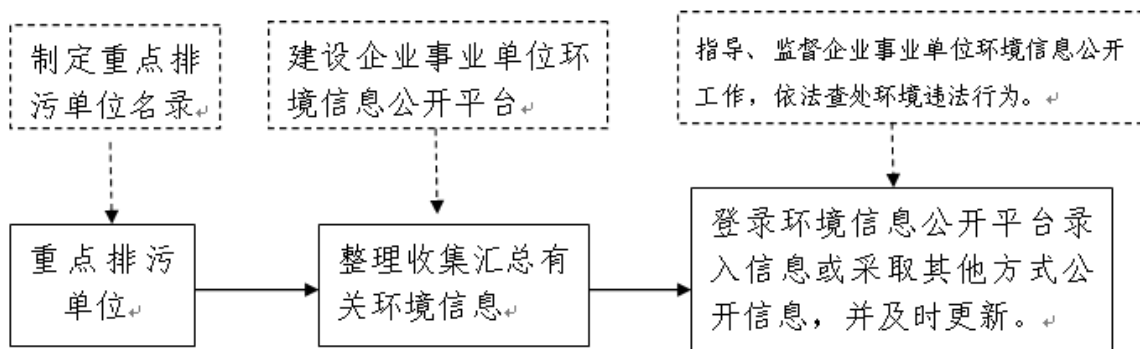 制定重点排
污单位名录
建设企业事业单位环
境信息公开平台
指导、监督企业事业单位环境信息公开
工作，依法查处环境违法行为。
重点排污
单位
整理收集汇总有
关环境信息
登录环境信息公开平台录
入信息或采取其他方式公
开信息，并及时更新。